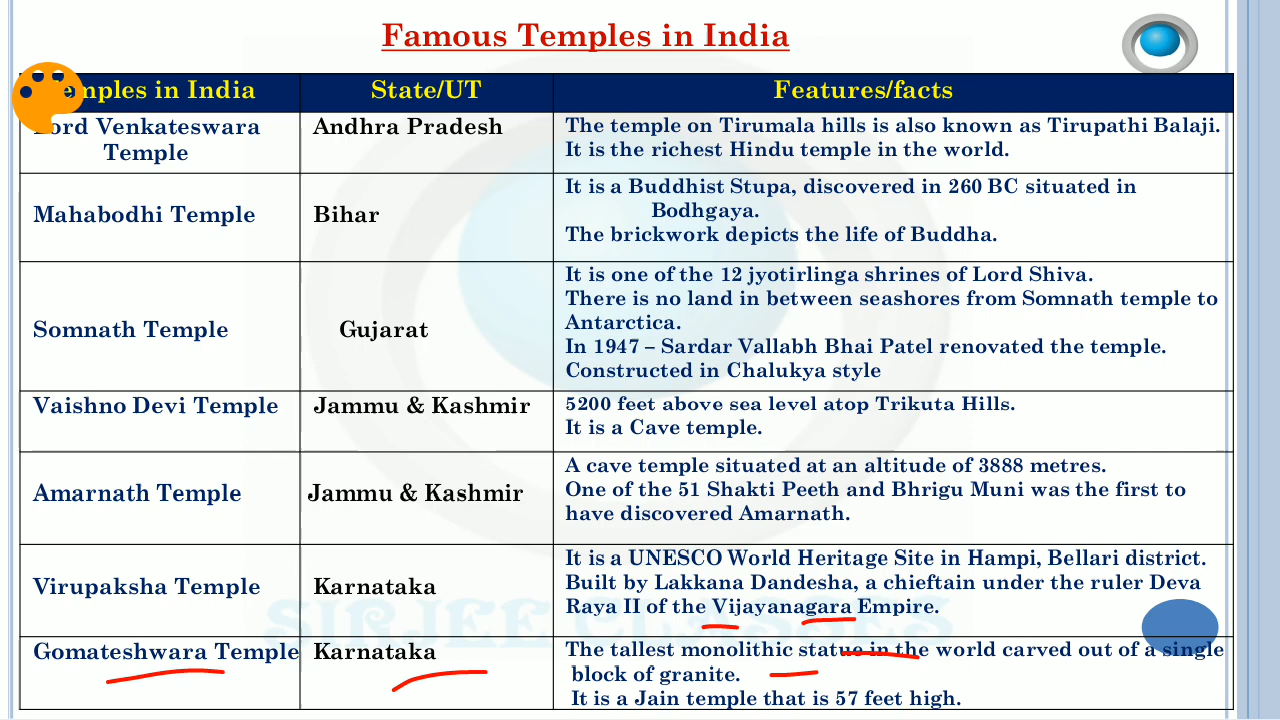 Famous Temples in India
Temples in India State/UT Features/facts
Lord Venkateswara Temple
Andhra Pradesh
The temple on Tirumala hills is also known as Tirupathi Balaji.
It is the richest Hindu temple in the world.
Mahabodhi Temple
Bihar
It is a Buddhist Stupa, discovered in 260 BC situated in
Bodhgaya.
The brickwork depicts the life of Buddha.
Somnath Temple
Gujarat
It is one of the 12 jyotirlinga shrines of Lord Shiva.
There is no land in between seashores from Somnath temple to
Antarctica.
In 1947 – Sardar Vallabh Bhai Patel renovated the temple.
Constructed in Chalukya style
Vaishno Devi Temple
Jammu & Kashmir
5200 feet above sea level atop Trikuta Hills.
It is a Cave temple.
Amarnath Temple
Jammu & Kashmir
A cave temple situated at an altitude of 3888 metres.
One of the 51 Shakti Peeth and Bhrigu Muni was the first to
have discovered Amarnath.
Virupaksha Temple
Karnataka
It is a UNESCO World Heritage Site in Hampi, Bellari district.
Built by Lakkana Dandesha, a chieftain under the ruler Deva
Raya II of the Vijayanagara Empire.
Gomateshwara Temple
Karnataka
The tallest monolithic statue in the world carved out of a single
block of granite.
It is a Jain temple that is 57 feet high.
SIRJEE CLASSES